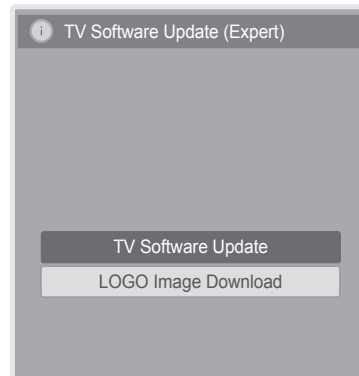 TV Software Update (Expert)
TV Software Update
LOGO Image Download